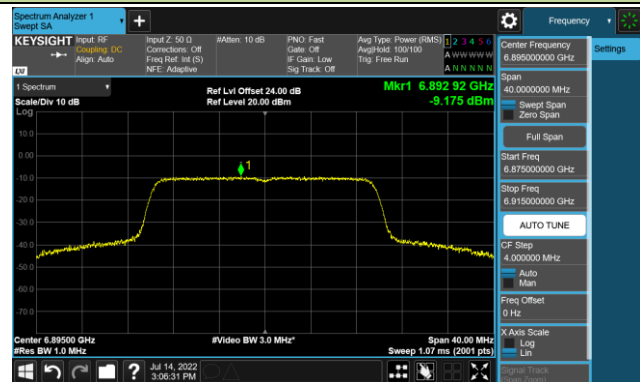 Spectrum Analyzer 1
Swept SA
Frequency
KEYSIGHT
Input: RF
Coupling: DC
Align: Auto
Input Z: 50 Ω
Corrections: Off
Freq Ref: Int (S)
NFE: Adaptive
#Atten: 10 dB
PNO: Fast
Gate: Off
IF Gain: Low
Sig Track: Off
Avg Type: Power (RMS)
Avg|Hold: 100/100
Trig: Free Run
1 2 3 4 5 6
A W W W W W
A N N N N N
LXI
1 Spectrum
Scale/Div 10 dB
Log
Ref Lvl Offset 24.00 dB
Ref Level 20.00 dBm
Mkr1 6.892 92 GHz
-9.175 dBm
10.0
0.00
-10.0
-20.0
-30.0
-40.0
-50.0
-60.0
-70.0
1
Center 6.89500 GHz
#Res BW 1.0 MHz
#Video BW 3.0 MHz*
Span 40.00 MHz
Sweep 1.07 ms (2001 pts)
Jul 14, 2022
3:06:31 PM
Center Frequency
6.895000000 GHz
Settings
Span
40.0000000 MHz
Swept Span
Zero Span
Full Span
Start Freq
6.875000000 GHz
Stop Freq
6.915000000 GHz
AUTO TUNE
CF Step
4.000000 MHz
Auto
Man
Freq Offset
0 Hz
X Axis Scale
Log
Lin
Signal Track
(Span Zoom)